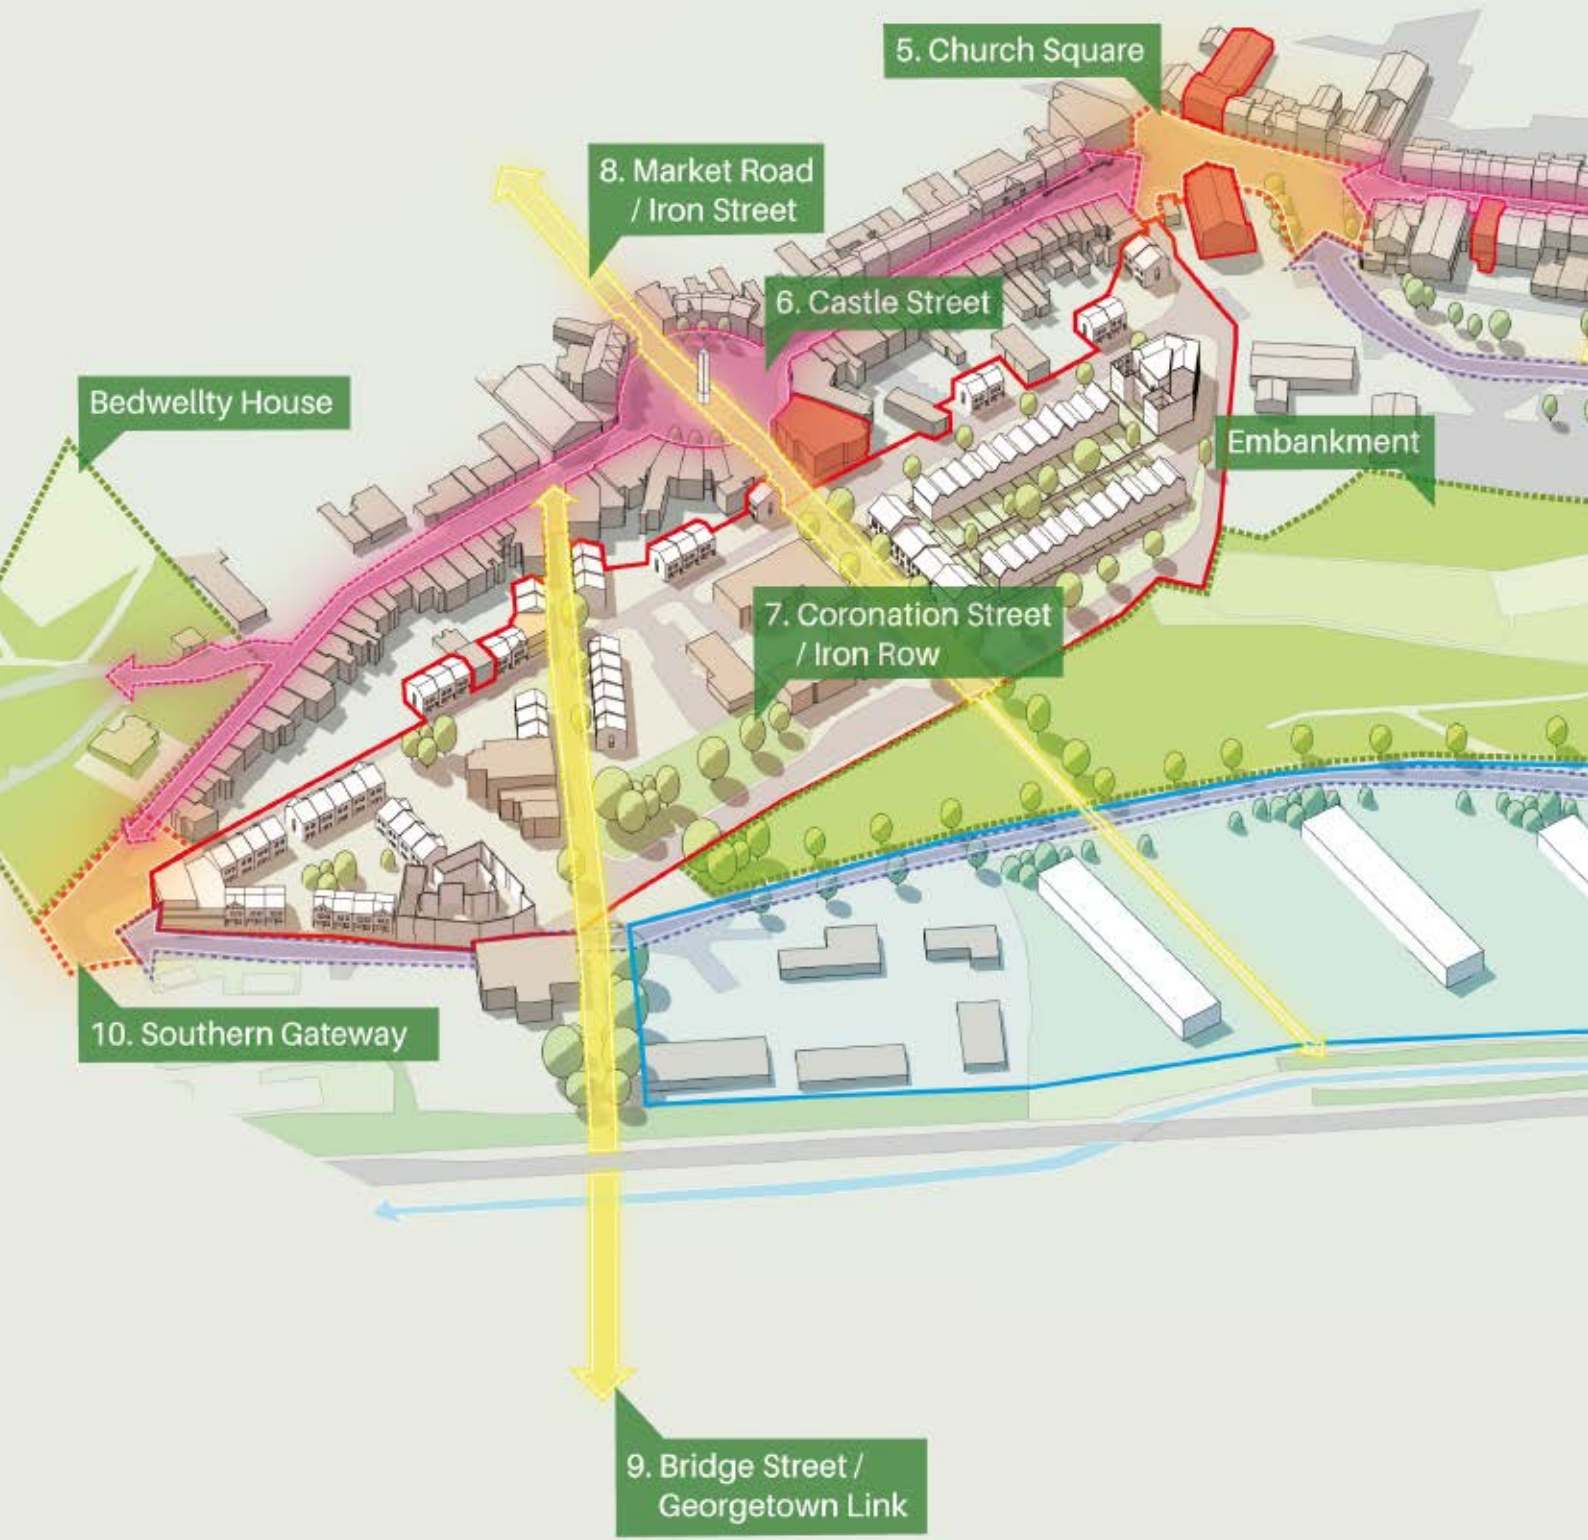 5. Church Square
8. Market Road
/ Iron Street
6. Castle Street
Bedwellty House
Embankment
7. Coronation Street
/ Iron Row
10. Southern Gateway
9. Bridge Street /
Georgetown Link